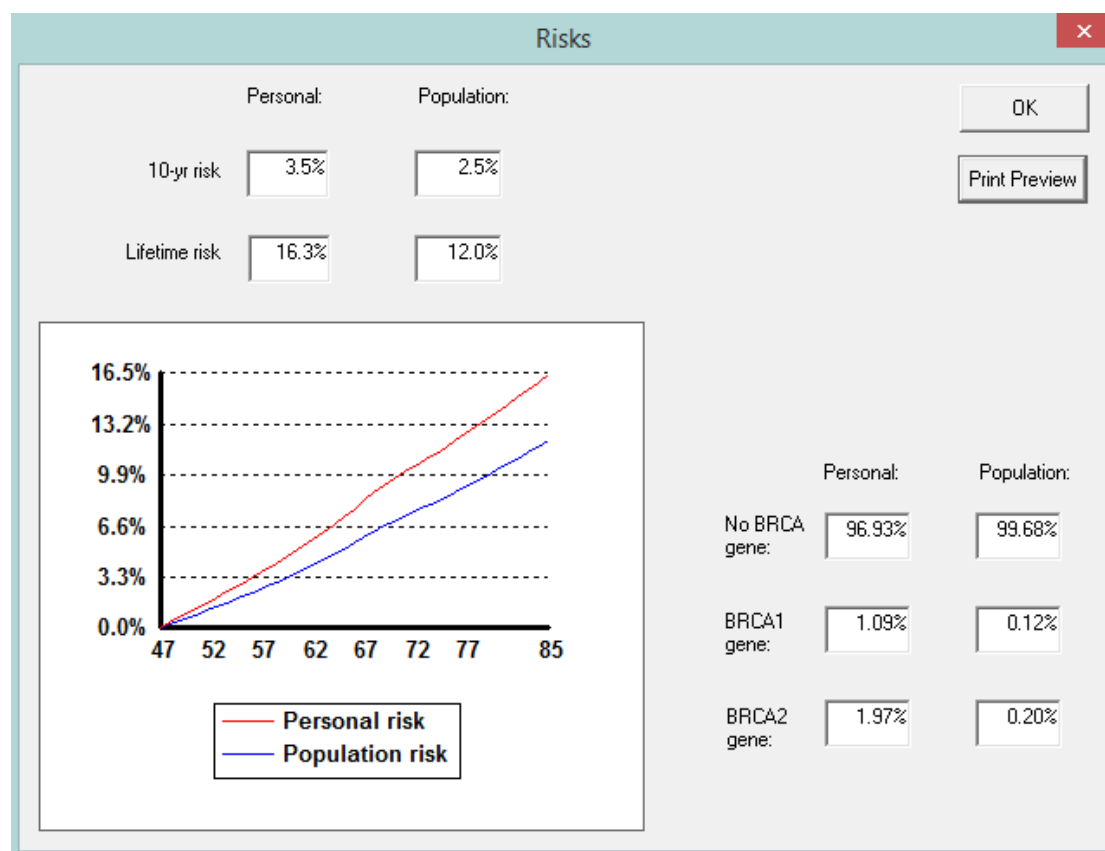 Risks
Personal: Population:
OK
10-yr risk 3.5% 2.5%
Print Preview
Lifetime risk 16.3% 12.0%
16.5%
13.2%
9.9%
6.6%
3.3%
0.0%
47 52 57 62 67 72 77 85
Personal risk
Population risk
Personal: Population:
No BRCA
gene: 96.93% 99.68%
BRCA1
gene: 1.09% 0.12%
BRCA2
gene: 1.97% 0.20%